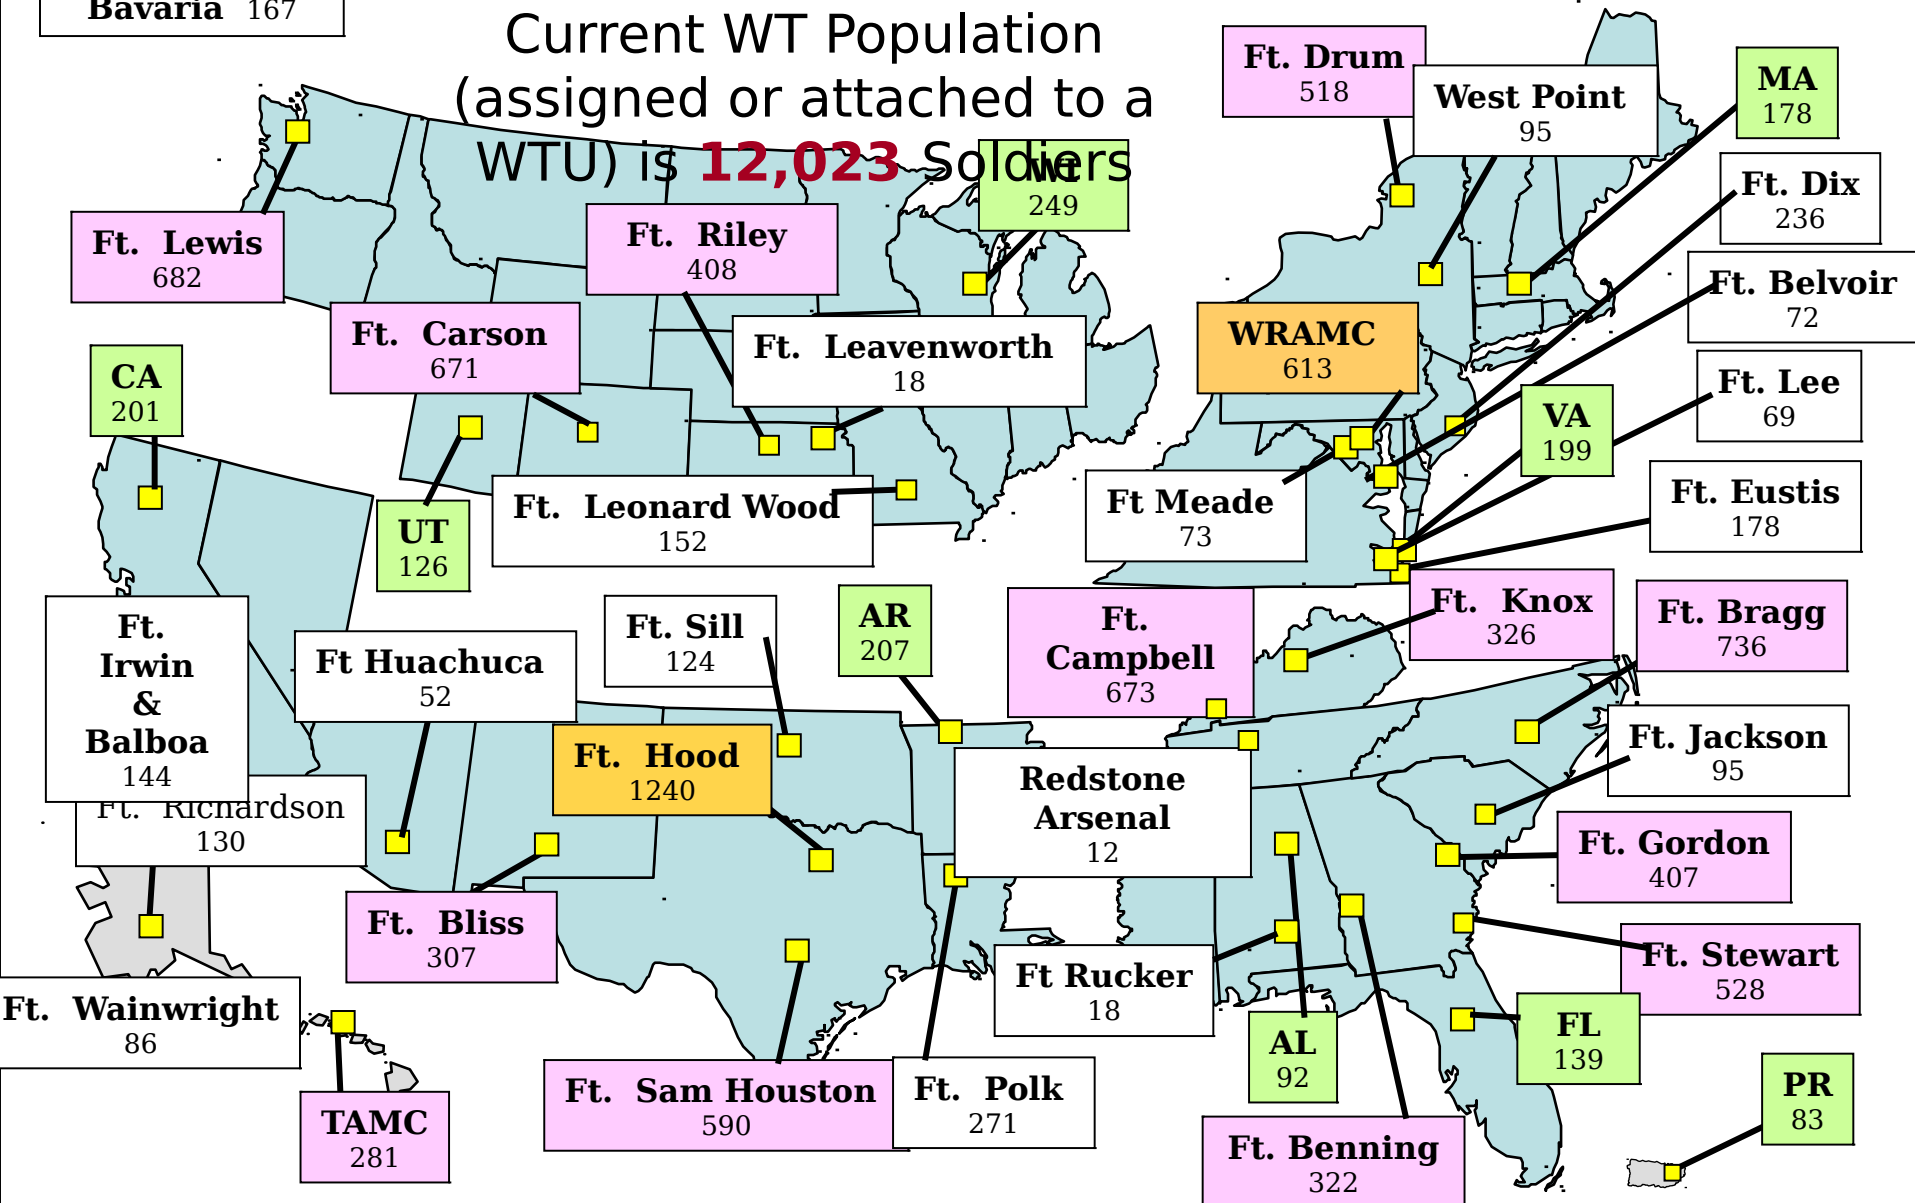 Bavaria 167
Current WT Population
(assigned or attached to a
WTU) is 12,023 Soldiers
Ft. Drum
518
West Point
95
MA
178
WI
249
Ft. Dix
236
Ft. Lewis
682
Ft. Riley
408
Ft. Belvoir
72
Ft. Carson
671
Ft. Leavenworth
18
WRAMC
613
CA
201
Ft. Lee
69
VA
199
Ft. Leonard Wood
152
Ft Meade
73
Ft. Eustis
178
UT
126
Ft.
Irwin
&
Balboa
144
Ft Huachuca
52
Ft. Sill
124
AR
207
Ft.
Campbell
673
Ft. Knox
326
Ft. Bragg
736
Ft. Hood
1240
Redstone
Arsenal
12
Ft. Jackson
95
Ft. Richardson
130
Ft. Gordon
407
Ft. Bliss
307
Ft Rucker
18
Ft. Stewart
528
Ft. Wainwright
86
AL
92
FL
139
TAMC
281
Ft. Sam Houston
590
Ft. Polk
271
Ft. Benning
322
PR
83